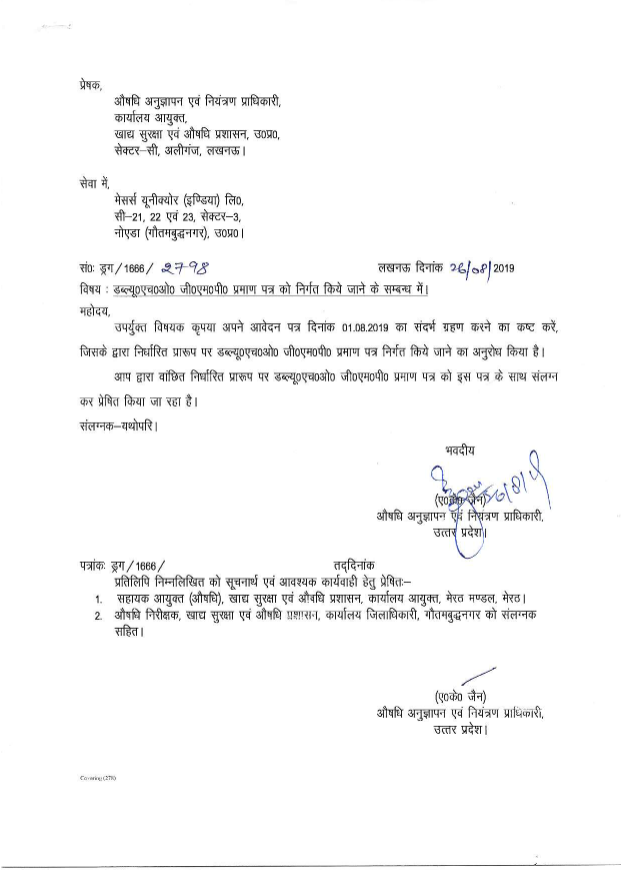 प्रेषक,
औषधि अनुज्ञापन एवं नियंत्रण प्राधिकारी,
कार्यालय आयुक्त,
खाद्य सुरक्षा एवं औषधि प्रशासन, उ0प्र0,
सेक्टर–सी, अलीगंज, लखनऊ।
सेवा में,
मेसर्स यूनीक्योर (इण्डिया) लि0,
सी–21, 22 एवं 23, सेक्टर–3,
नोएडा (गौतमबुद्धनगर), उ0प्र0।
सं0: ड्रग/1666/ 2798 लखनऊ दिनांक 26/08/2019
विषय : डब्ल्यू0एच0ओ0 जी0एम0पी0 प्रमाण पत्र को निर्गत किये जाने के सम्बन्ध में।
महोदय,
उपर्युक्त विषयक कृपया अपने आवेदन पत्र दिनांक 01.08.2019 का संदर्भ ग्रहण करने का कष्ट करें,
जिसके द्वारा निर्धारित प्रारूप पर डब्ल्यू0एच0ओ0 जी0एम0पी0 प्रमाण पत्र निर्गत किये जाने का अनुरोध किया है।
आप द्वारा वांछित निर्धारित प्रारूप पर डब्ल्यू0एच0ओ0 जी0एम0पी0 प्रमाण पत्र को इस पत्र के साथ संलग्न
कर प्रेषित किया जा रहा है।
संलग्नक–यथोपरि।
भवदीय
(ए0के0 जैन)
औषधि अनुज्ञापन एवं नियंत्रण प्राधिकारी,
उत्तर प्रदेश।
पत्रांकः ड्रग/1666/ तद्दिनांक
प्रतिलिपि निम्नलिखित को सूचनार्थ एवं आवश्यक कार्यवाही हेतु प्रेषितः–
1. सहायक आयुक्त (औषधि), खाद्य सुरक्षा एवं औषधि प्रशासन, कार्यालय आयुक्त, मेरठ मण्डल, मेरठ।
2. औषधि निरीक्षक, खाद्य सुरक्षा एवं औषधि प्रशासन, कार्यालय जिलाधिकारी, गौतमबुद्धनगर को संलग्नक
सहित।
(ए0के0 जैन)
औषधि अनुज्ञापन एवं नियंत्रण प्राधिकारी,
उत्तर प्रदेश।
Covering (278)